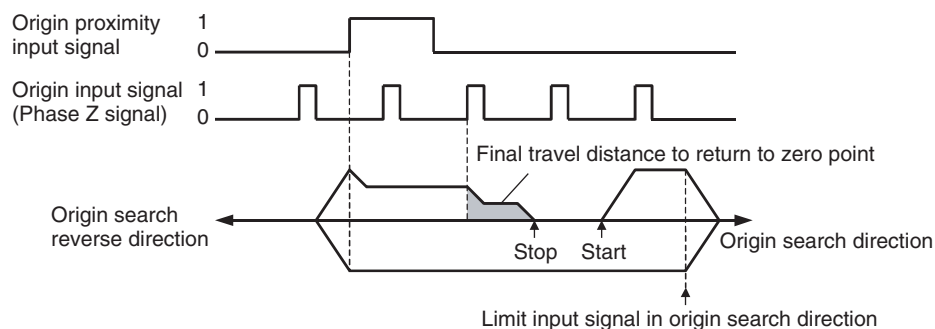 Origin proximity
input signal
1
0
Origin input signal
(Phase Z signal)
1
0
Final travel distance to return to zero point
Origin search
reverse direction
Stop
Start
Origin search direction
Limit input signal in origin search direction